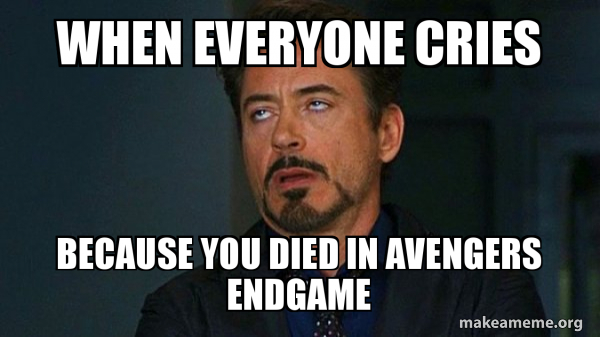 WHEN EVERYONE CRIES
BECAUSE YOU DIED IN AVENGERS
ENDGAME
makeameme.org